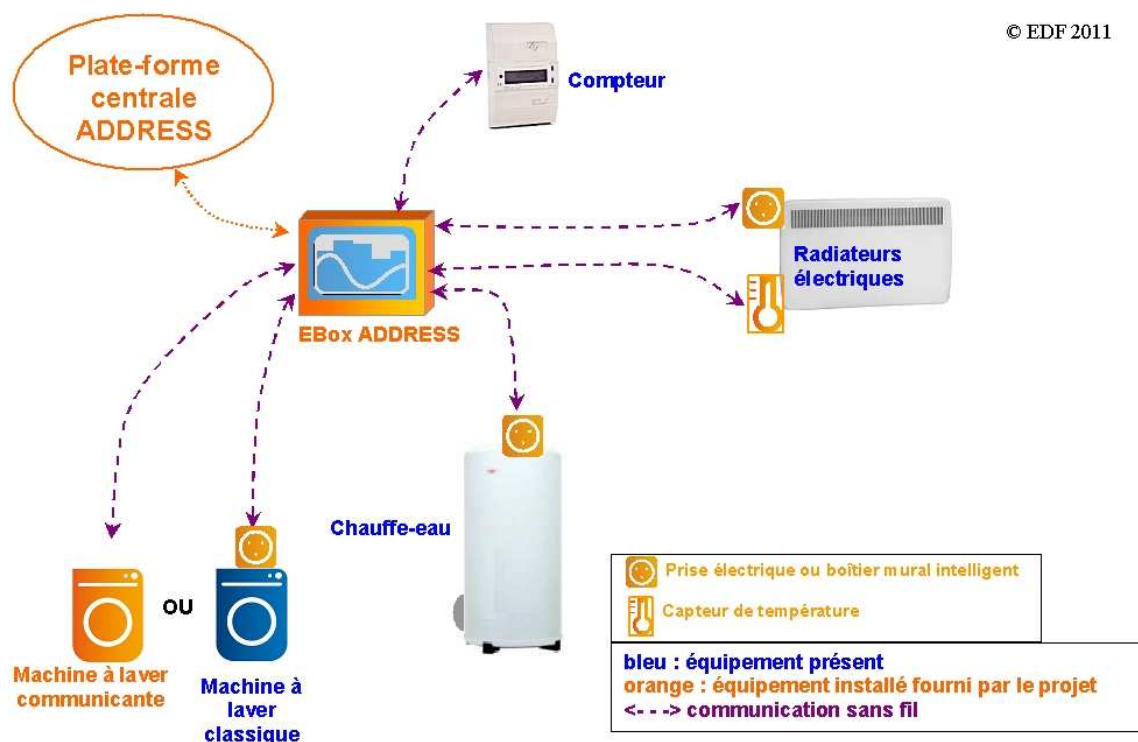 © EDF 2011
Plate-forme
centrale
ADDRESS
Compteur
Radiateurs
électriques
EBox ADDRESS
Chauffe-eau
OU
Machine à laver
communicante
Machine à
laver
classique
Prise électrique ou boîtier mural intelligent
Capteur de température
bleu : équipement présent
orange : équipement installé fourni par le projet
<- - -> communication sans fil